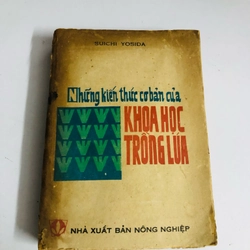 SUICHI YOSIDA
Những kiến thức cơ bản của
KHOA HỌC
TRỒNG LÚA
NHÀ XUẤT BẢN NÔNG NGHIỆP